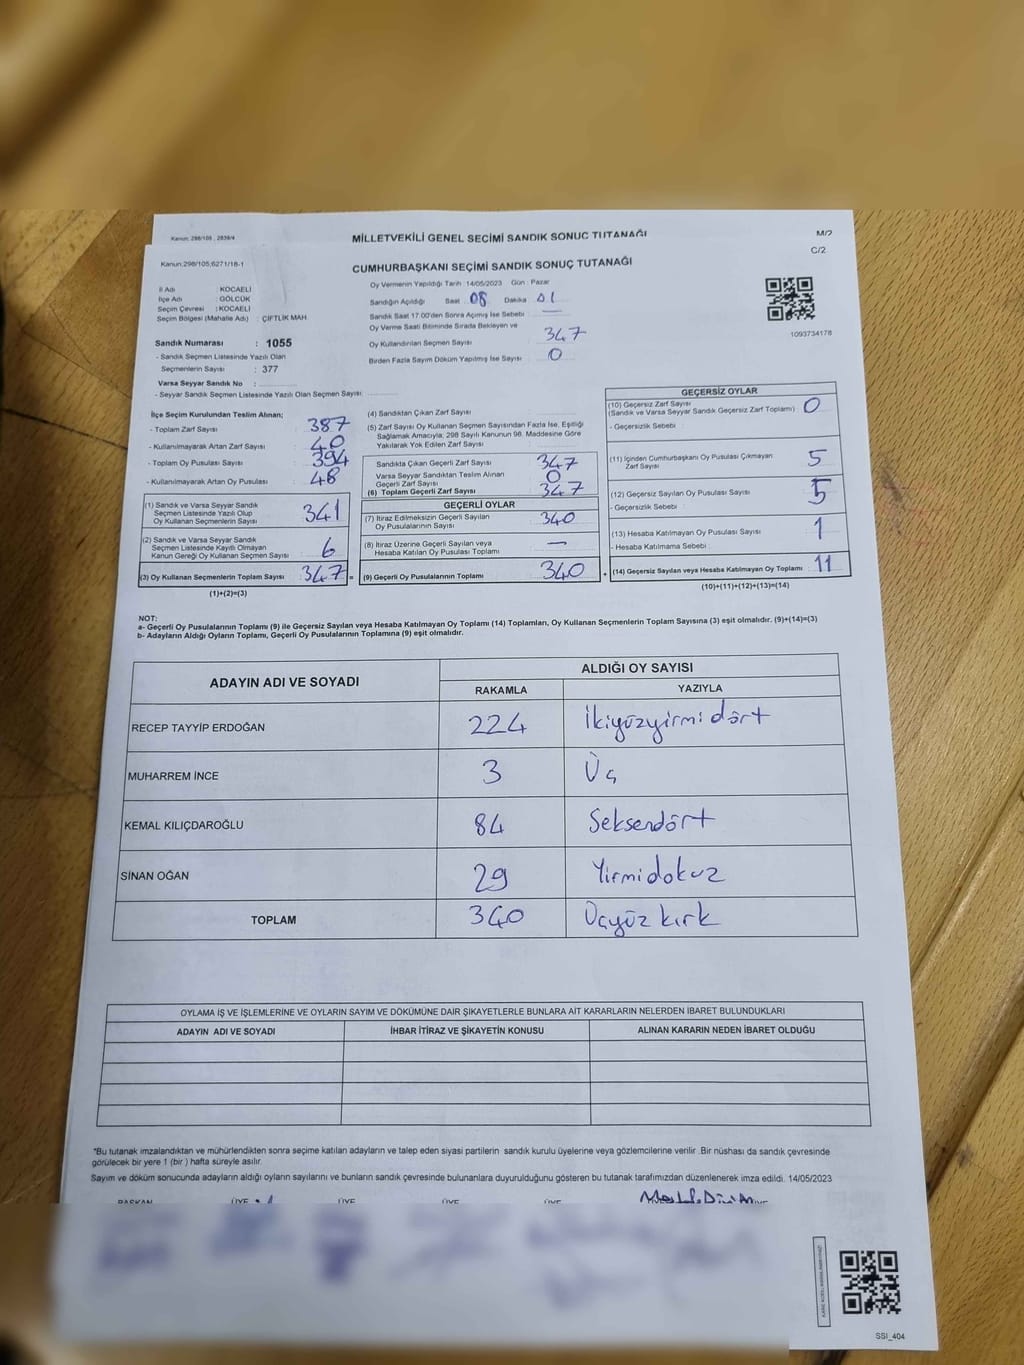 Kanun: 298/105 , 2839/4
MİLLETVEKİLİ GENEL SEÇİMİ SANDIK SONUÇ TUTANAĞI
M/2
Kanun:298/105;6271/18-1
CUMHURBAŞKANI SEÇİMİ SANDIK SONUÇ TUTANAĞI
C/2
İl Adı : KOCAELİ
İlçe Adı : GÖLCÜK
Seçim Çevresi : KOCAELİ
Seçim Bölgesi (Mahalle Adı) : ÇİFTLİK MAH.
Sandık Numarası : 1055
- Sandık Seçmen Listesinde Yazılı Olan
Seçmenlerin Sayısı : 377
Varsa Seyyar Sandık No :
- Seyyar Sandık Seçmen Listesinde Yazılı Olan Seçmen Sayısı :
Oy Vermenin Yapıldığı Tarih 14/05/2023 Gün : Pazar
Sandığın Açıldığı Saat 08 Dakika 01
Sandık Saat 17.00'den Sonra Açılmış İse Sebebi : —
Oy Verme Saati Bitiminde Sırada Bekleyen ve
Oy Kullandırılan Seçmen Sayısı 347
Birden Fazla Sayım Döküm Yapılmış İse Sayısı : 0
1093734178
İlçe Seçim Kurulundan Teslim Alınan;
- Toplam Zarf Sayısı : 387
- Kullanılmayarak Artan Zarf Sayısı : 40
- Toplam Oy Pusulası Sayısı : 394
- Kullanılmayarak Artan Oy Pusulası : 48
(1) Sandık ve Varsa Seyyar Sandık
Seçmen Listesinde Yazılı Olup
Oy Kullanan Seçmenlerin Sayısı : 341
(2) Sandık ve Varsa Seyyar Sandık
Seçmen Listesinde Kayıtlı Olmayan
Kanun Gereği Oy Kullanan Seçmen Sayısı : 6
(3) Oy Kullanan Seçmenlerin Toplam Sayısı : 347 =
(1)+(2)=(3)
(4) Sandıktan Çıkan Zarf Sayısı
(5) Zarf Sayısı Oy Kullanan Seçmen Sayısından Fazla İse, Eşitliği
Sağlamak Amacıyla; 298 Sayılı Kanunun 98. Maddesine Göre
Yakılarak Yok Edilen Zarf Sayısı :
Sandıkta Çıkan Geçerli Zarf Sayısı : 347
Varsa Seyyar Sandıktan Teslim Alınan
Geçerli Zarf Sayısı : 0
(6) Toplam Geçerli Zarf Sayısı : 347
GEÇERLİ OYLAR
(7) İtiraz Edilmeksizin Geçerli Sayılan
Oy Pusulalarının Sayısı : 340
(8) İtiraz Üzerine Geçerli Sayılan veya
Hesaba Katılan Oy Pusulası Toplamı : —
(9) Geçerli Oy Pusulalarının Toplamı : 340 +
GEÇERSİZ OYLAR
(10) Geçersiz Zarf Sayısı
(Sandık ve Varsa Seyyar Sandık Geçersiz Zarf Toplamı) : 0
- Geçersizlik Sebebi :
(11) İçinden Cumhurbaşkanı Oy Pusulası Çıkmayan
Zarf Sayısı : 5
(12) Geçersiz Sayılan Oy Pusulası Sayısı : 5
- Geçersizlik Sebebi :
(13) Hesaba Katılmayan Oy Pusulası Sayısı : 1
- Hesaba Katılmama Sebebi :
(14) Geçersiz Sayılan veya Hesaba Katılmayan Oy Toplamı : 11
(10)+(11)+(12)+(13)=(14)
NOT:
a- Geçerli Oy Pusulalarının Toplamı (9) ile Geçersiz Sayılan veya Hesaba Katılmayan Oy Toplamı (14) Toplamları, Oy Kullanan Seçmenlerin Toplam Sayısına (3) eşit olmalıdır. (9)+(14)=(3)
b- Adayların Aldığı Oyların Toplamı, Geçerli Oy Pusulalarının Toplamına (9) eşit olmalıdır.
ADAYIN ADI VE SOYADI
ALDIĞI OY SAYISI
RAKAMLA YAZIYLA
RECEP TAYYİP ERDOĞAN 224 İkiyüzyirmi dört
MUHARREM İNCE 3 Üç
KEMAL KILIÇDAROĞLU 84 Seksendört
SİNAN OĞAN 29 Yirmidokuz
TOPLAM 340 Üçyüz kırk
OYLAMA İŞ VE İŞLEMLERİNE VE OYLARIN SAYIM VE DÖKÜMÜNE DAİR ŞİKAYETLERLE BUNLARA AİT KARARLARIN NELERDEN İBARET BULUNDUKLARI
ADAYIN ADI VE SOYADI İHBAR İTİRAZ VE ŞİKAYETİN KONUSU ALINAN KARARIN NEDEN İBARET OLDUĞU
*Bu tutanak imzalandıktan ve mühürlendikten sonra seçime katılan adayların ve talep eden siyasi partilerin sandık kurulu üyelerine veya gözlemcilerine verilir .Bir nüshası da sandık çevresinde
görülecek bir yere 1 (bir ) hafta süreyle asılır.
Sayım ve döküm sonucunda adayların aldığı oyların sayılarını ve bunların sandık çevresinde bulunanlara duyurulduğunu gösteren bu tutanak tarafımızdan düzenlenerek imza edildi. 14/05/2023
BAŞKAN ÜYE ÜYE ÜYE ÜYE
SSI_404